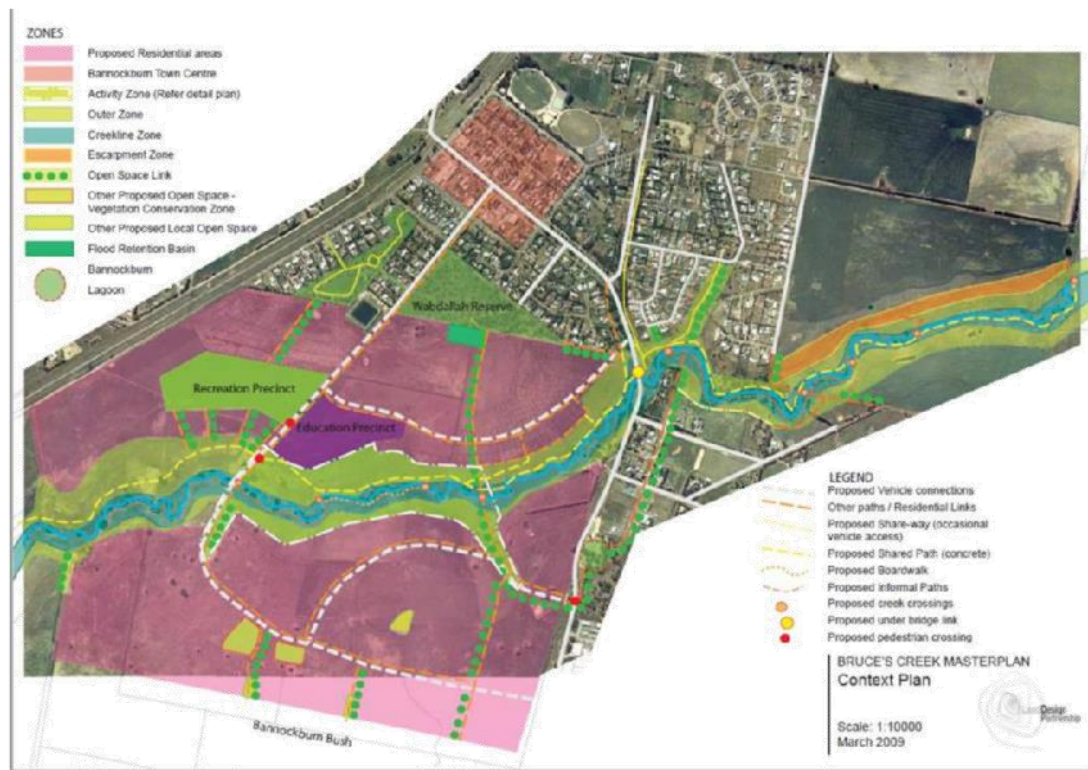 ZONES
Proposed Residential areas
Bannockburn Town Centre
Activity Zone (Refer detail plan)
Outer Zone
Creekline Zone
Escarpment Zone
Open Space Link
Other Proposed Open Space -
Vegetation Conservation Zone
Other Proposed Local Open Space
Flood Retention Basin
Bannockburn
Lagoon
Wabdallah Reserve
Recreation Precinct
Education Precinct
Bannockburn Bush
LEGEND
Proposed Vehicle connections
Other paths / Residential Links
Proposed Share-way (occasional
vehicle access)
Proposed Shared Path (concrete)
Proposed Boardwalk
Proposed Informal Paths
Proposed creek crossings
Proposed under bridge link
Proposed pedestrian crossing
BRUCE'S CREEK MASTERPLAN
Context Plan
Scale: 1:10000
March 2009
Land Design
Partnership